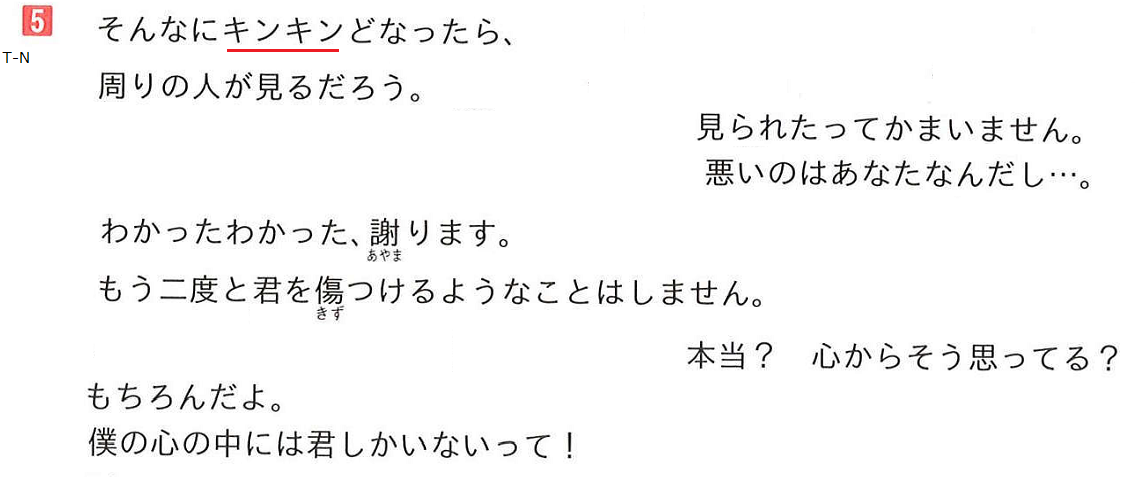 5
そんなにキンキンどなったら、
T-N
周りの人が見るだろう。
見られたってかまいません。
悪いのはあなたなんだし…。
わかったわかった、謝ります。
あやま
もう二度と君を傷つけるようなことはしません。
きず
本当？　心からそう思ってる？
もちろんだよ。
僕の心の中には君しかいないって！